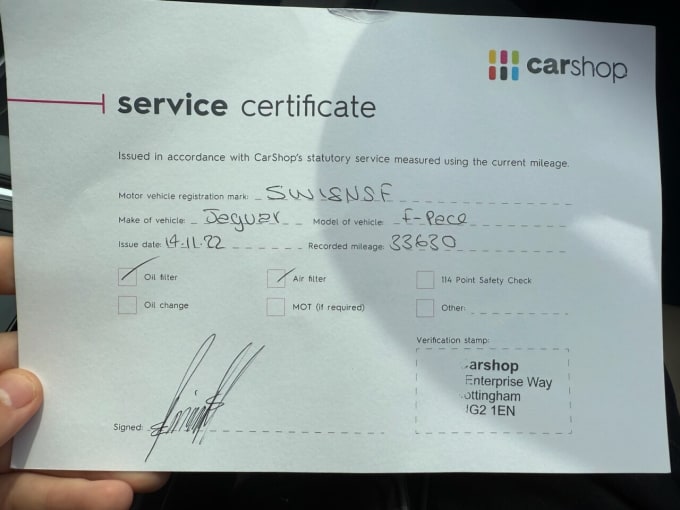 carshop
service certificate
Issued in accordance with CarShop's statutory service measured using the current mileage.
Motor vehicle registration mark: SW18NSF
Make of vehicle: Jaguar Model of vehicle: f-Pace
Issue date: 14.11.22 Recorded mileage: 33630
Oil filter Air filter 114 Point Safety Check
Oil change MOT (if required) Other:
Verification stamp:
arshop
Enterprise Way
ottingham
G2 1EN
Signed: